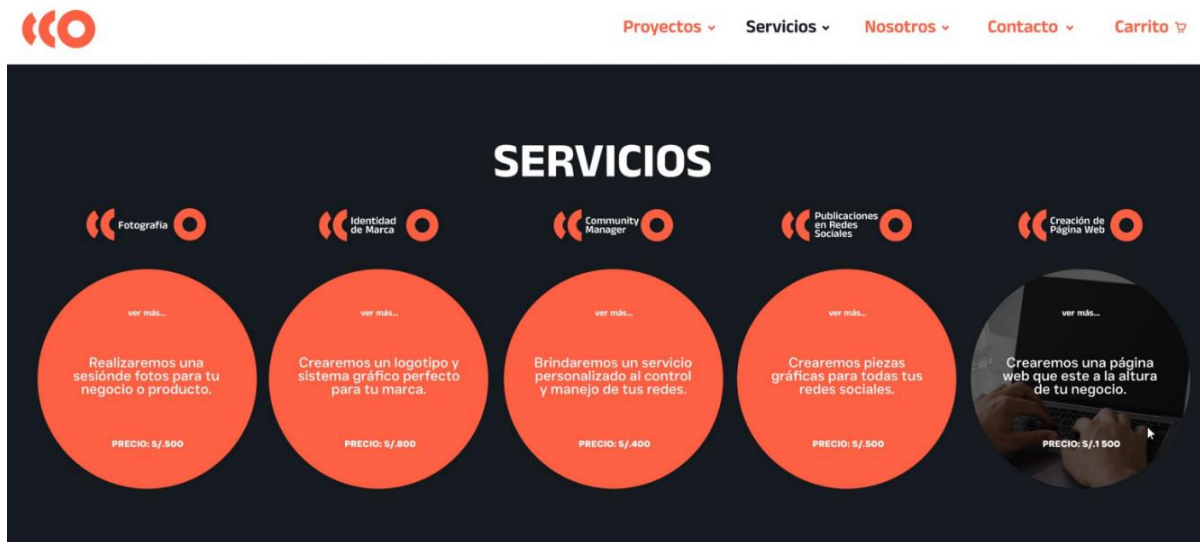 Proyectos
Servicios
Nosotros
Contacto
Carrito
SERVICIOS
Fotografía
Identidad
de Marca
Community
Manager
Publicaciones
en Redes
Sociales
Creación de
Página Web
ver más...
Realizaremos una
sesiónde fotos para tu
negocio o producto.
PRECIO: S/.500
ver más...
Crearemos un logotipo y
sistema gráfico perfecto
para tu marca.
PRECIO: S/.800
ver más...
Brindaremos un servicio
personalizado al control
y manejo de tus redes.
PRECIO: S/.400
ver más...
Crearemos piezas
gráficas para todas tus
redes sociales.
PRECIO: S/.500
ver más...
Crearemos una página
web que este a la altura
de tu negocio.
PRECIO: S/.1 500